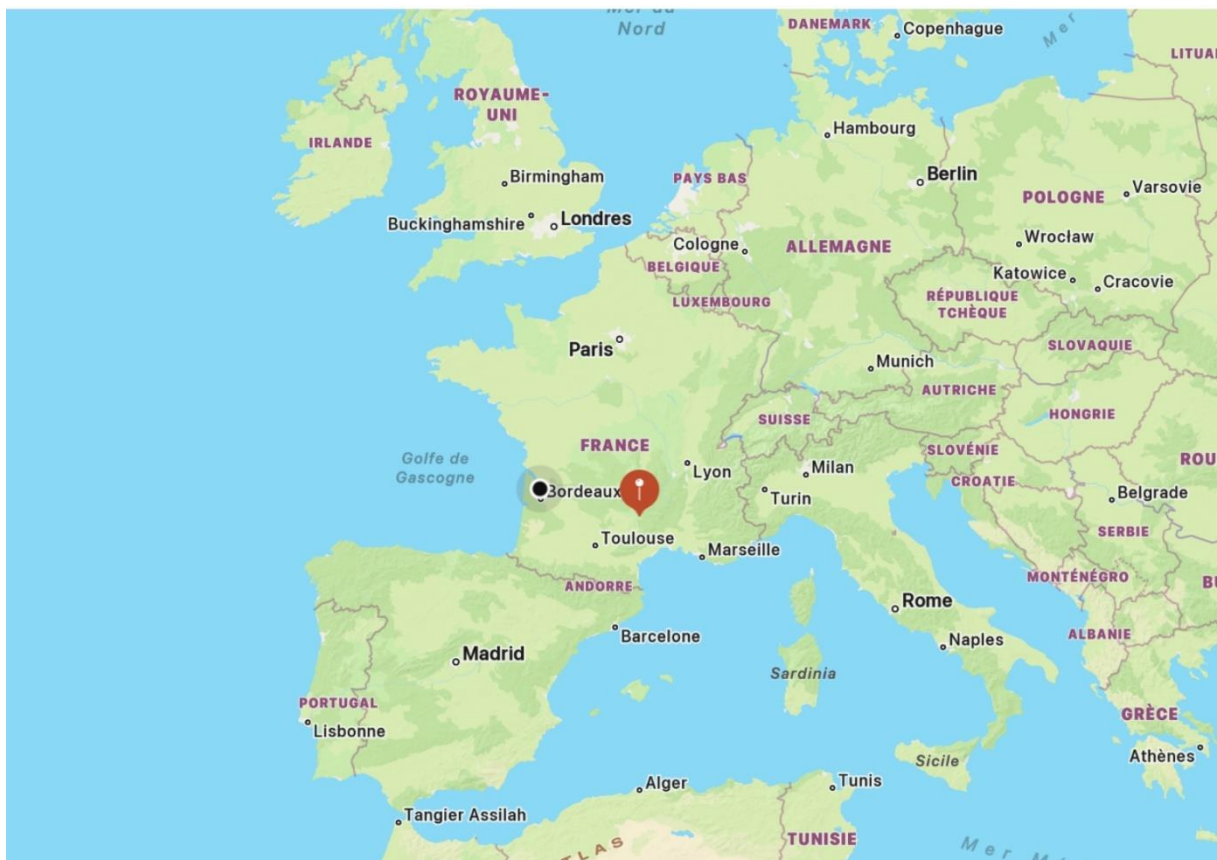 Mer du
Nord
DANEMARK
Copenhague
Mer
LITUA
ROYAUME-
UNI
IRLANDE
Hambourg
Birmingham
PAYS BAS
Berlin
Varsovie
POLOGNE
Buckinghamshire
Londres
Cologne
ALLEMAGNE
Wrocław
BELGIQUE
Katowice
Cracovie
LUXEMBOURG
RÉPUBLIQUE
TCHÈQUE
Paris
SLOVAQUIE
Munich
AUTRICHE
SUISSE
HONGRIE
FRANCE
Golfe de
Gascogne
Lyon
Milan
SLOVÉNIE
ROU
CROATIE
Bordeaux
Turin
Belgrade
SERBIE
Toulouse
Marseille
ANDORRE
MONTÉNÉGRO
BU
Rome
Barcelone
Naples
ALBANIE
Madrid
Sardinia
PORTUGAL
Lisbonne
GRÈCE
Athènes
Sicile
Alger
Tunis
Tangier Assilah
TLAS
TUNISIE
Mer M